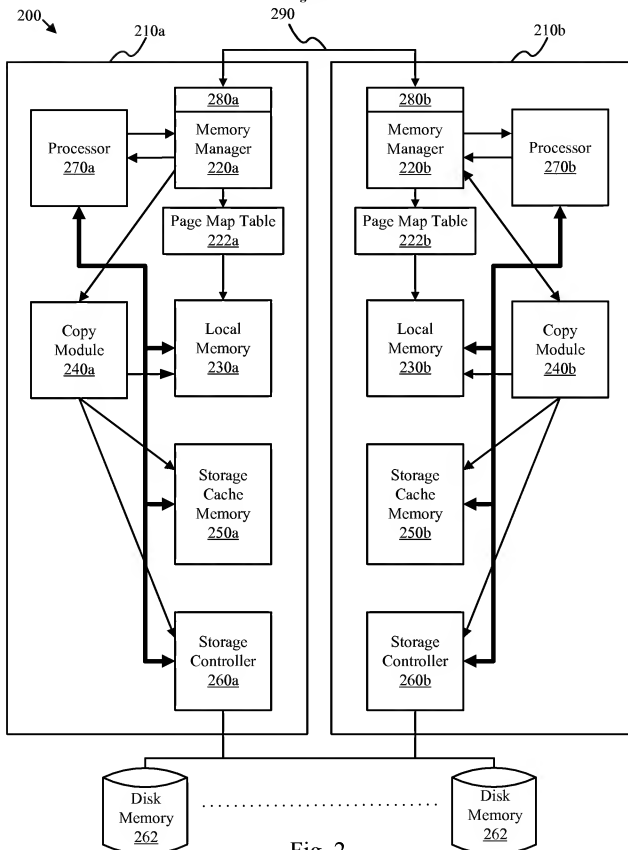 200
210a
290
210b
280a
Memory
Manager
220a
Processor
270a
Page Map Table
222a
Copy
Module
240a
Local
Memory
230a
Storage
Cache
Memory
250a
Storage
Controller
260a
280b
Memory
Manager
220b
Processor
270b
Page Map Table
222b
Local
Memory
230b
Copy
Module
240b
Storage
Cache
Memory
250b
Storage
Controller
260b
Disk
Memory
262
Disk
Memory
262
Fig. 2